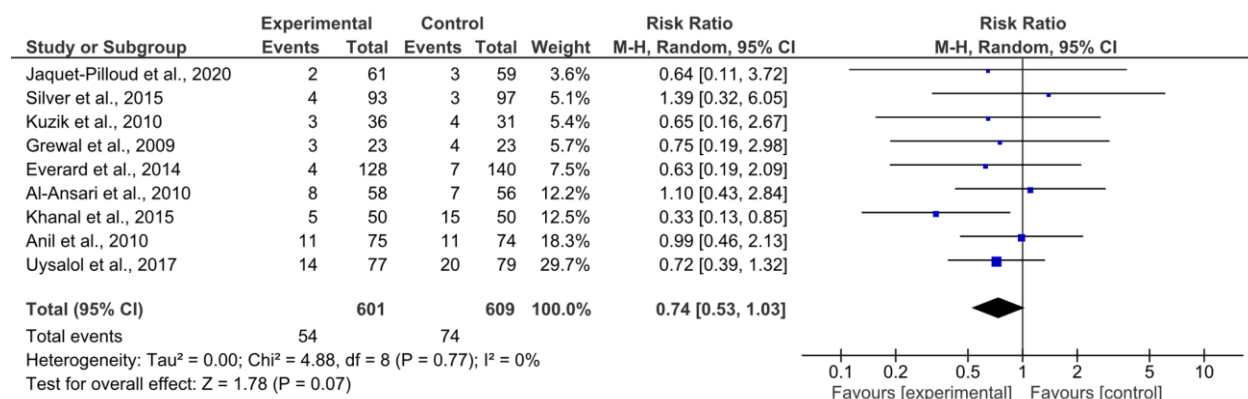 Experimental Control Risk Ratio Risk Ratio
Study or Subgroup Events Total Events Total Weight M-H, Random, 95% CI M-H, Random, 95% CI
Jaquet-Pilloud et al., 2020 2 61 3 59 3.6% 0.64 [0.11, 3.72]
Silver et al., 2015 4 93 3 97 5.1% 1.39 [0.32, 6.05]
Kuzik et al., 2010 3 36 4 31 5.4% 0.65 [0.16, 2.67]
Grewal et al., 2009 3 23 4 23 5.7% 0.75 [0.19, 2.98]
Everard et al., 2014 4 128 7 140 7.5% 0.63 [0.19, 2.09]
Al-Ansari et al., 2010 8 58 7 56 12.2% 1.10 [0.43, 2.84]
Khanal et al., 2015 5 50 15 50 12.5% 0.33 [0.13, 0.85]
Anil et al., 2010 11 75 11 74 18.3% 0.99 [0.46, 2.13]
Uysalol et al., 2017 14 77 20 79 29.7% 0.72 [0.39, 1.32]
Total (95% CI) 601 609 100.0% 0.74 [0.53, 1.03]
Total events 54 74
Heterogeneity: Tau² = 0.00; Chi² = 4.88, df = 8 (P = 0.77); I² = 0%
Test for overall effect: Z = 1.78 (P = 0.07)
0.1 0.2 0.5 1 2 5 10
Favours [experimental] Favours [control]